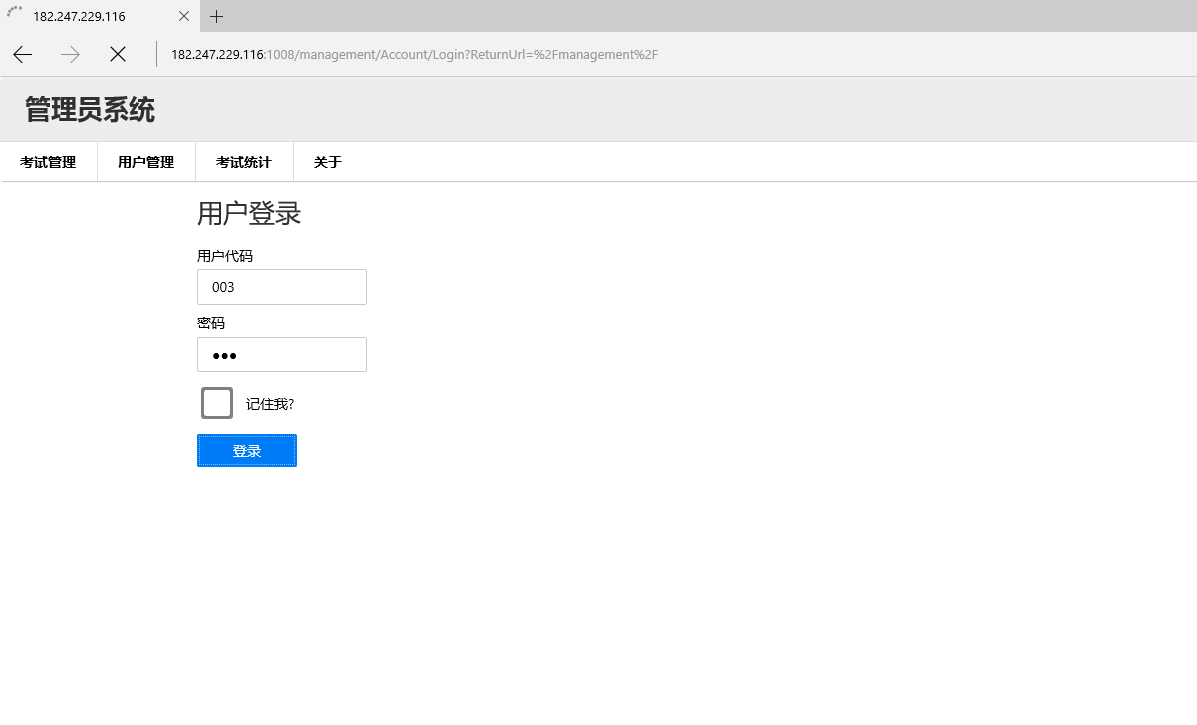 182.247.229.116
182.247.229.116:1008/management/Account/Login?ReturnUrl=%2Fmanagement%2F
管理员系统
考试管理 用户管理 考试统计 关于
用户登录
用户代码
003
密码
●●●
记住我?
登录